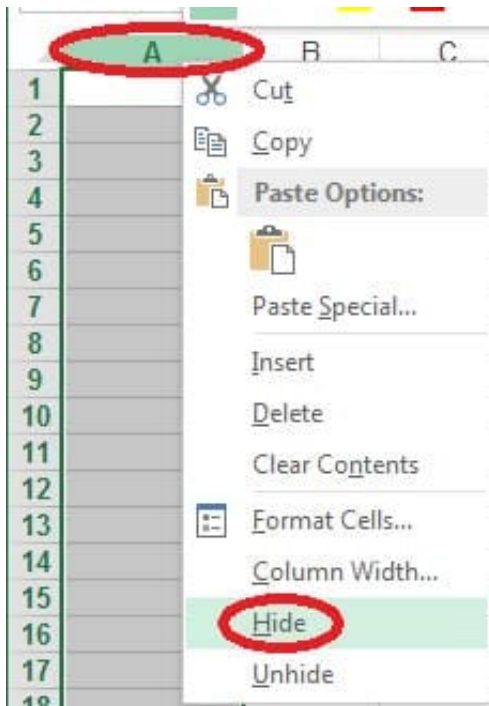 A B C
1
Cut
2
Copy
3
4
Paste Options:
5
6
7
Paste Special...
8
Insert
9
10
Delete
11
Clear Contents
12
13
Format Cells...
14
Column Width...
15
16
Hide
17
Unhide
18